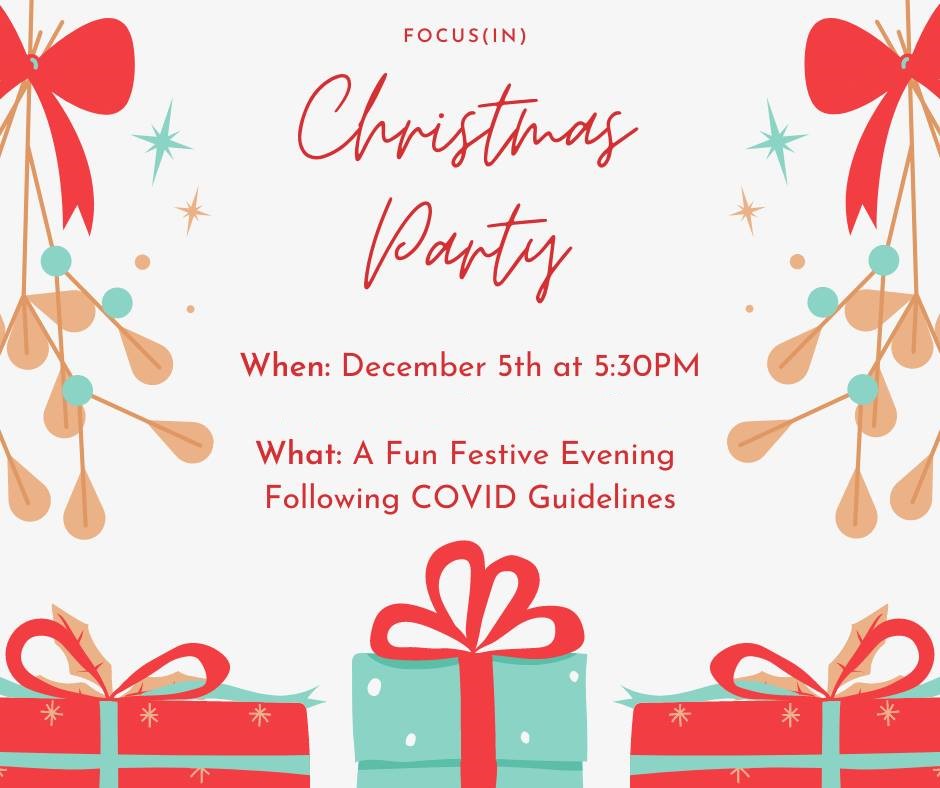 FOCUS(IN)
Christmas
Party
When: December 5th at 5:30PM
What: A Fun Festive Evening
Following COVID Guidelines